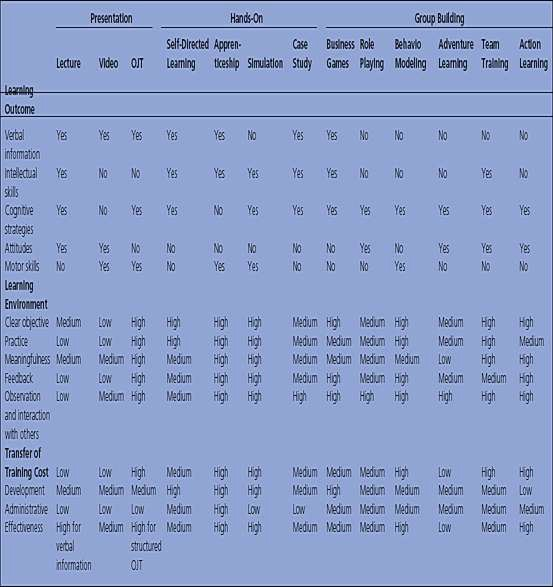 Presentation Hands-On Group Building
Self-Directed Appren- Case Business Role Behavio Adventure Team Action
Lecture Video OJT Learning ticeship Simulation Study Games Playing Modeling Learning Training Learning
Learning
Outcome
Verbal Yes Yes Yes Yes Yes No Yes Yes No No No No No
information
Intellectual Yes No No Yes Yes Yes Yes Yes No No No Yes No
skills
Cognitive Yes No Yes Yes No Yes Yes Yes Yes Yes Yes Yes Yes
strategies
Attitudes Yes Yes No No No No No No Yes No Yes Yes Yes
Motor skills No Yes Yes No Yes Yes No No No Yes No No No
Learning
Environment
Clear objective Medium Low High High High High Medium High Medium High Medium High High
Practice Low Low High High High High Medium Medium Medium High Medium High Medium
Meaningfulness Medium Medium High Medium High High Medium Medium Medium Medium Low High High
Feedback Low Low High Medium High High Medium High Medium High Medium Medium High
Observation Low Medium High Medium High High High High High High High High High
and interaction
with others
Transfer of
Training Cost Low Low High Medium High High Medium Medium Medium High Low High High
Development Medium Medium Medium High High High Medium High Medium Medium Medium Medium Low
Administrative Low Low Low Medium High Low Low Medium Medium Medium Medium Medium Medium
Effectiveness High for Medium High for Medium High High Medium Medium Medium High Low Medium High
verbal structured
information OJT